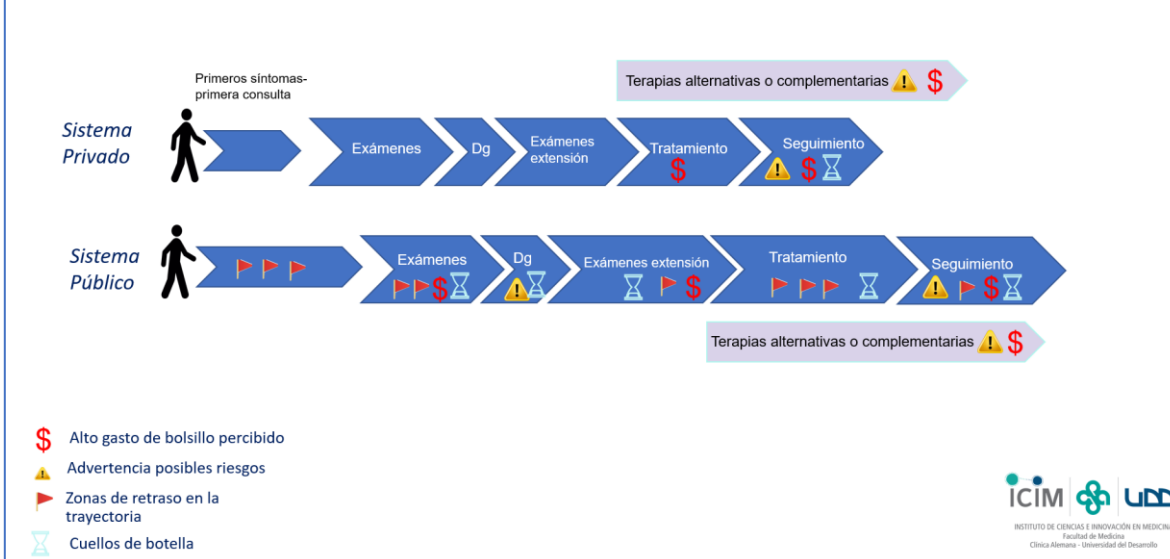 Primeros síntomas-
primera consulta
Terapias alternativas o complementarias $
Sistema
Privado
Exámenes
Dg
Exámenes
extensión
Tratamiento
$
Seguimiento
$
Sistema
Público
Exámenes
$
Dg
Exámenes extensión
$
Tratamiento
Seguimiento
$
Terapias alternativas o complementarias $
$ Alto gasto de bolsillo percibido
Advertencia posibles riesgos
Zonas de retraso en la
trayectoria
Cuellos de botella
iCiM UDD
INSTITUTO DE CIENCIAS E INNOVACIÓN EN MEDICINA
Facultad de Medicina
Clínica Alemana - Universidad del Desarrollo